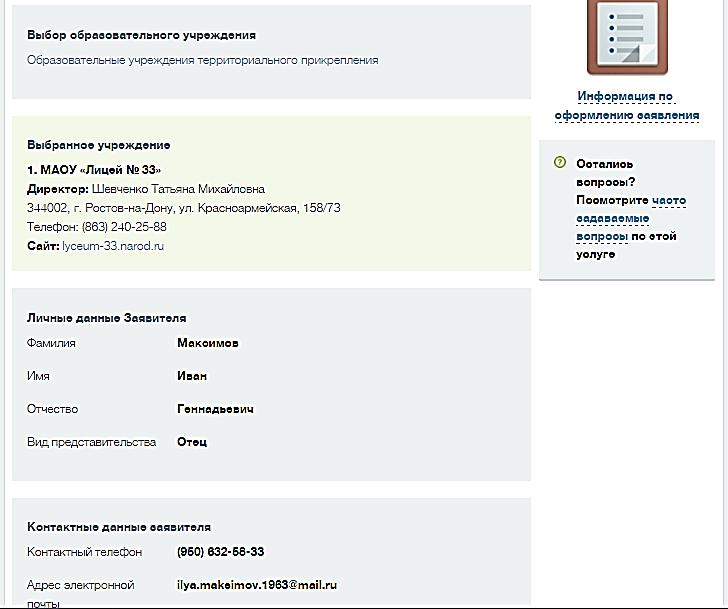 Выбор образовательного учреждения
Образовательные учреждения территориального прикрепления
Выбранное учреждение
1. МАОУ «Лицей № 33»
Директор: Шевченко Татьяна Михайловна
344002, г. Ростов-на-Дону, ул. Красноармейская, 158/73
Телефон: (863) 240-25-88
Сайт: lyceum-33.narod.ru
Личные данные Заявителя
Фамилия Максимов
Имя Иван
Отчество Геннадьевич
Вид представительства Отец
Контактные данные заявителя
Контактный телефон (950) 632-58-33
Адрес электронной ilya.maksimov.1963@mail.ru
почты
Информация по
оформлению заявления
Остались
вопросы?
Посмотрите часто
задаваемые
вопросы по этой
услуге